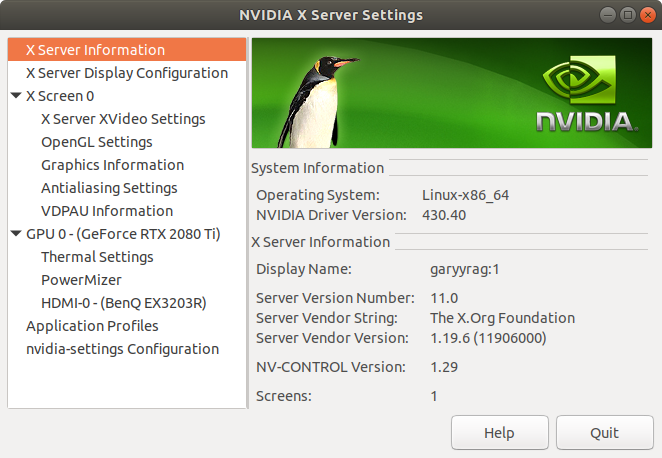 NVIDIA X Server Settings
X Server Information
X Server Display Configuration
X Screen 0
X Server XVideo Settings
OpenGL Settings
Graphics Information
Antialiasing Settings
VDPAU Information
GPU 0 - (GeForce RTX 2080 Ti)
Thermal Settings
PowerMizer
HDMI-0 - (BenQ EX3203R)
Application Profiles
nvidia-settings Configuration
NVIDIA.
System Information
Operating System: Linux-x86_64
NVIDIA Driver Version: 430.40
X Server Information
Display Name: garyyrag:1
Server Version Number: 11.0
Server Vendor String: The X.Org Foundation
Server Vendor Version: 1.19.6 (11906000)
NV-CONTROL Version: 1.29
Screens: 1
Help Quit